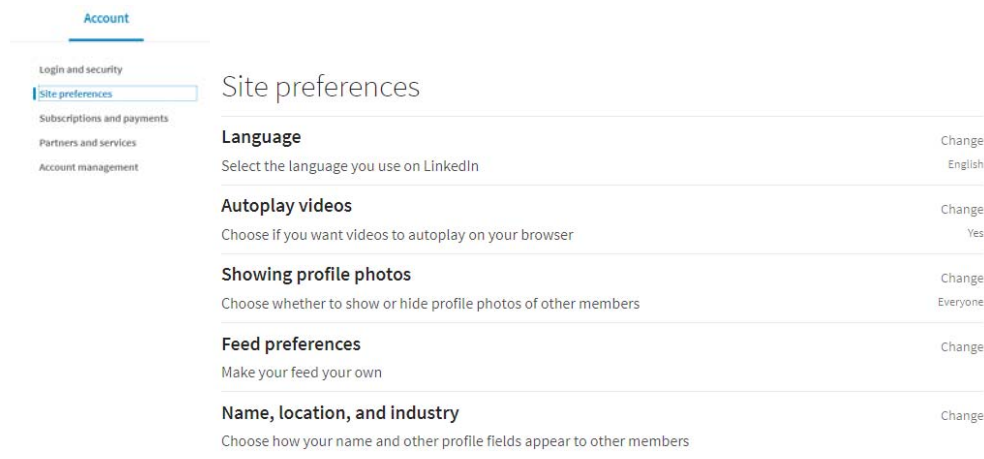 Account
Login and security
Site preferences
Subscriptions and payments
Partners and services
Account management
Site preferences
Language
Change
Select the language you use on LinkedIn
English
Autoplay videos
Change
Choose if you want videos to autoplay on your browser
Yes
Showing profile photos
Change
Choose whether to show or hide profile photos of other members
Everyone
Feed preferences
Change
Make your feed your own
Name, location, and industry
Change
Choose how your name and other profile fields appear to other members